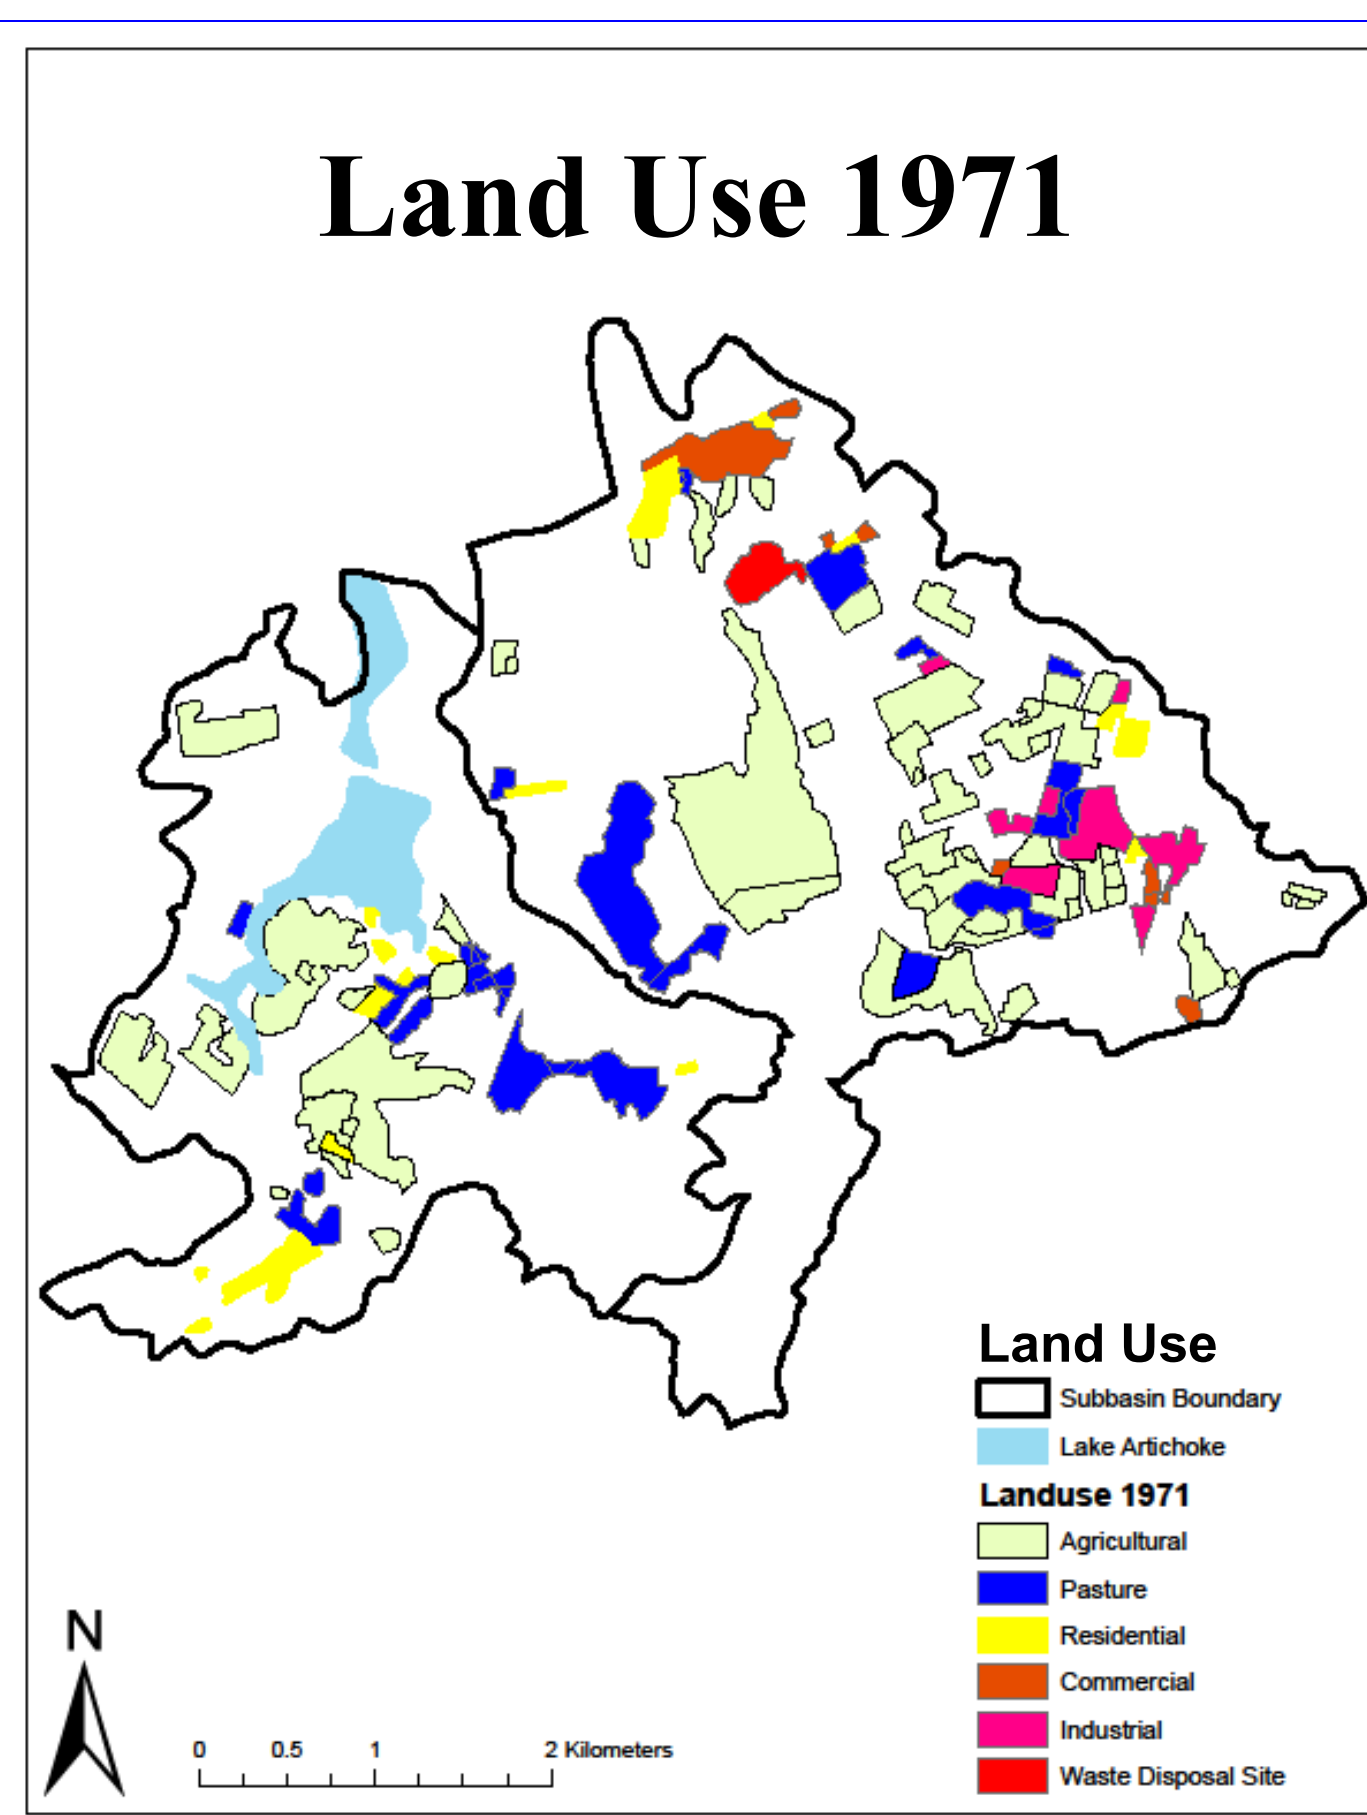 Land Use 1971
Land Use
Subbasin Boundary
Lake Artichoke
Landuse 1971
Agricultural
Pasture
Residential
Commercial
Industrial
Waste Disposal Site
N
0 0.5 1 2 Kilometers